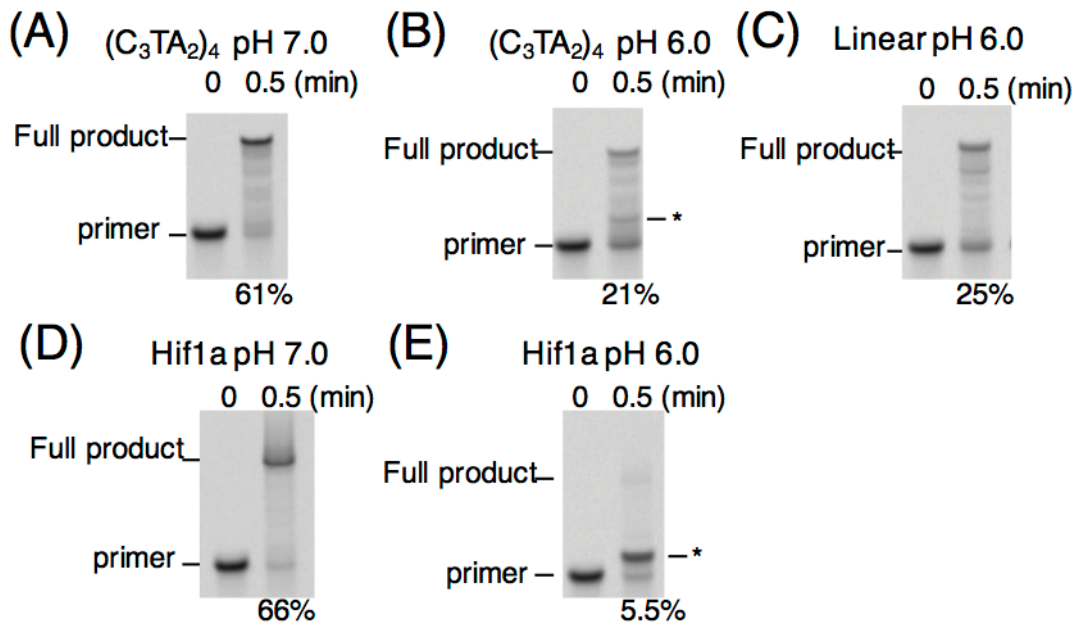 (A)
(C₃TA₂)₄ pH 7.0
0 0.5 (min)
Full product
primer
61%
(B)
(C₃TA₂)₄ pH 6.0
0 0.5 (min)
Full product
*
primer
21%
(C)
Linear pH 6.0
0 0.5 (min)
Full product
primer
25%
(D)
Hif1a pH 7.0
0 0.5 (min)
Full product
primer
66%
(E)
Hif1a pH 6.0
0 0.5 (min)
Full product
*
primer
5.5%